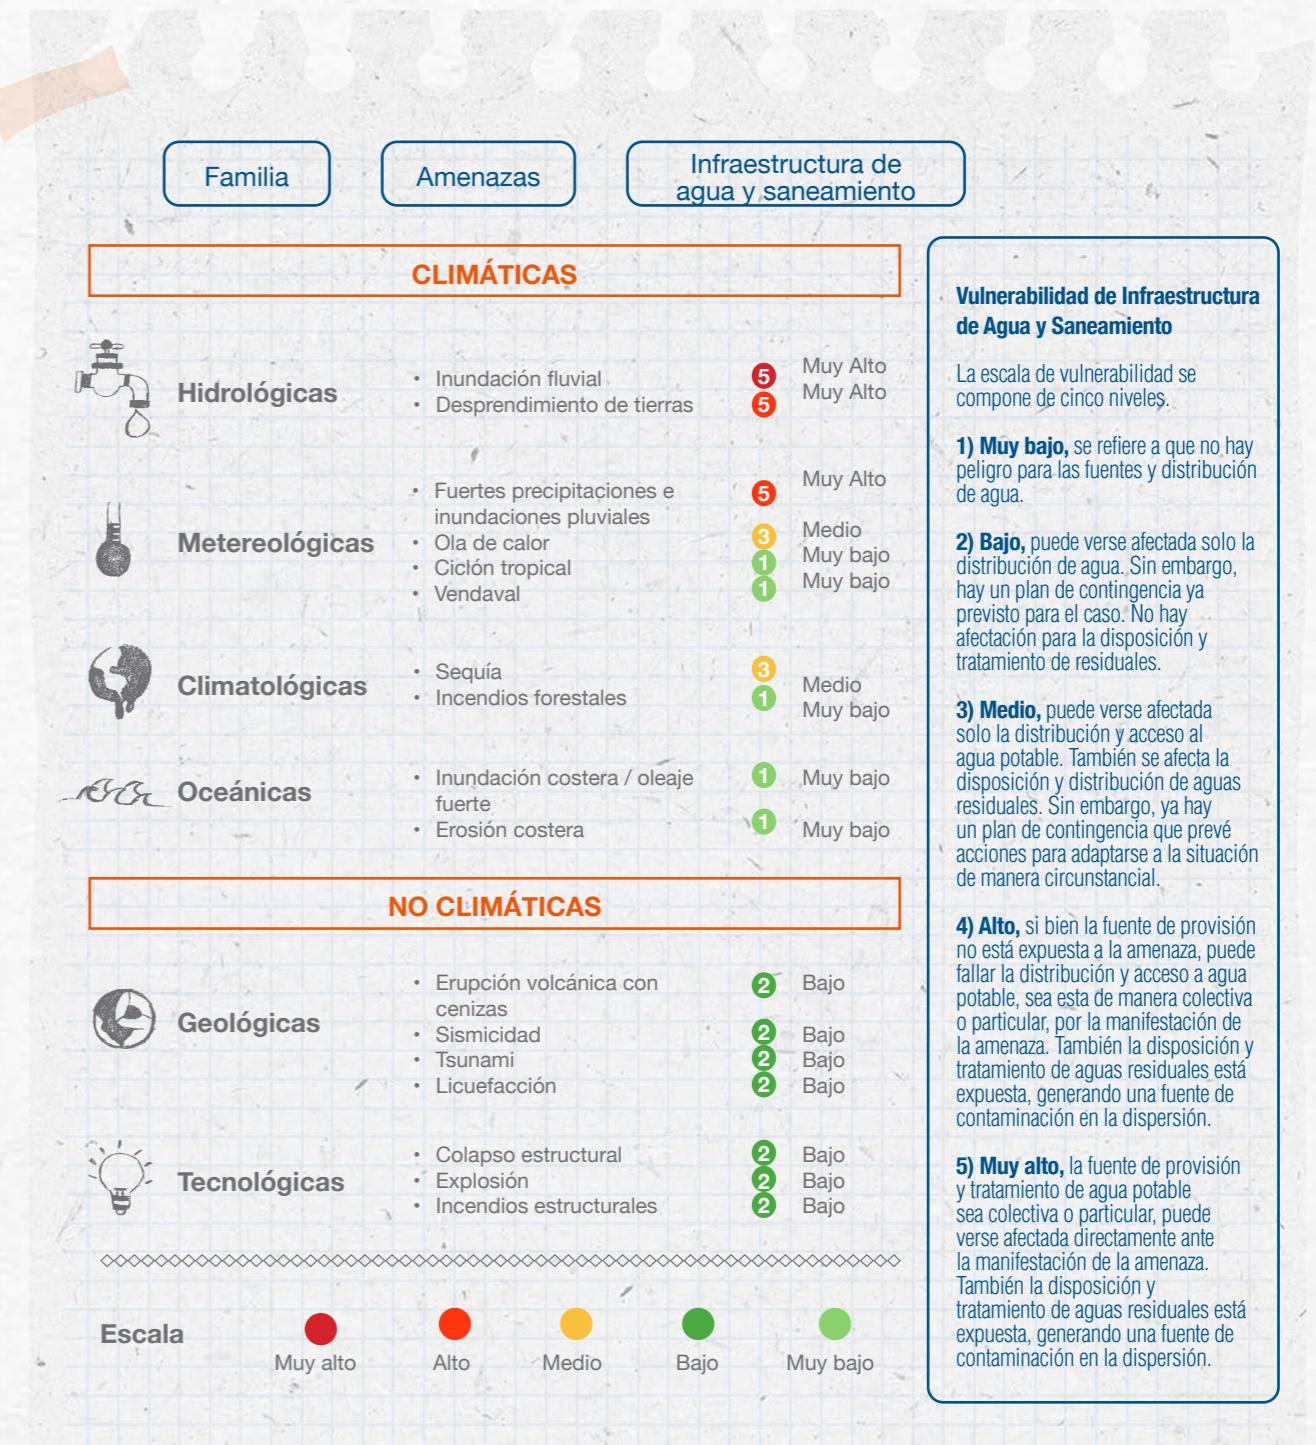 Familia
Amenazas
Infraestructura de
agua y saneamiento
CLIMÁTICAS
Hidrológicas
• Inundación fluvial 5 Muy Alto
• Desprendimiento de tierras 5 Muy Alto
Metereológicas
• Fuertes precipitaciones e 5 Muy Alto
inundaciones pluviales
• Ola de calor 3 Medio
• Ciclón tropical 1 Muy bajo
• Vendaval 1 Muy bajo
Climatológicas
• Sequía 3 Medio
• Incendios forestales 1 Muy bajo
Oceánicas
• Inundación costera / oleaje 1 Muy bajo
fuerte
• Erosión costera 1 Muy bajo
NO CLIMÁTICAS
Geológicas
• Erupción volcánica con 2 Bajo
cenizas
• Sismicidad 2 Bajo
• Tsunami 2 Bajo
• Licuefacción 2 Bajo
Tecnológicas
• Colapso estructural 2 Bajo
• Explosión 2 Bajo
• Incendios estructurales 2 Bajo
Escala
Muy alto
Alto
Medio
Bajo
Muy bajo
Vulnerabilidad de Infraestructura
de Agua y Saneamiento
La escala de vulnerabilidad se
compone de cinco niveles.
1) Muy bajo, se refiere a que no hay
peligro para las fuentes y distribución
de agua.
2) Bajo, puede verse afectada solo la
distribución de agua. Sin embargo,
hay un plan de contingencia ya
previsto para el caso. No hay
afectación para la disposición y
tratamiento de residuales.
3) Medio, puede verse afectada
solo la distribución y acceso al
agua potable. También se afecta la
disposición y distribución de aguas
residuales. Sin embargo, ya hay
un plan de contingencia que prevé
acciones para adaptarse a la situación
de manera circunstancial.
4) Alto, si bien la fuente de provisión
no está expuesta a la amenaza, puede
fallar la distribución y acceso a agua
potable, sea esta de manera colectiva
o particular, por la manifestación de
la amenaza. También la disposición y
tratamiento de aguas residuales está
expuesta, generando una fuente de
contaminación en la dispersión.
5) Muy alto, la fuente de provisión
y tratamiento de agua potable
sea colectiva o particular, puede
verse afectada directamente ante
la manifestación de la amenaza.
También la disposición y
tratamiento de aguas residuales está
expuesta, generando una fuente de
contaminación en la dispersión.